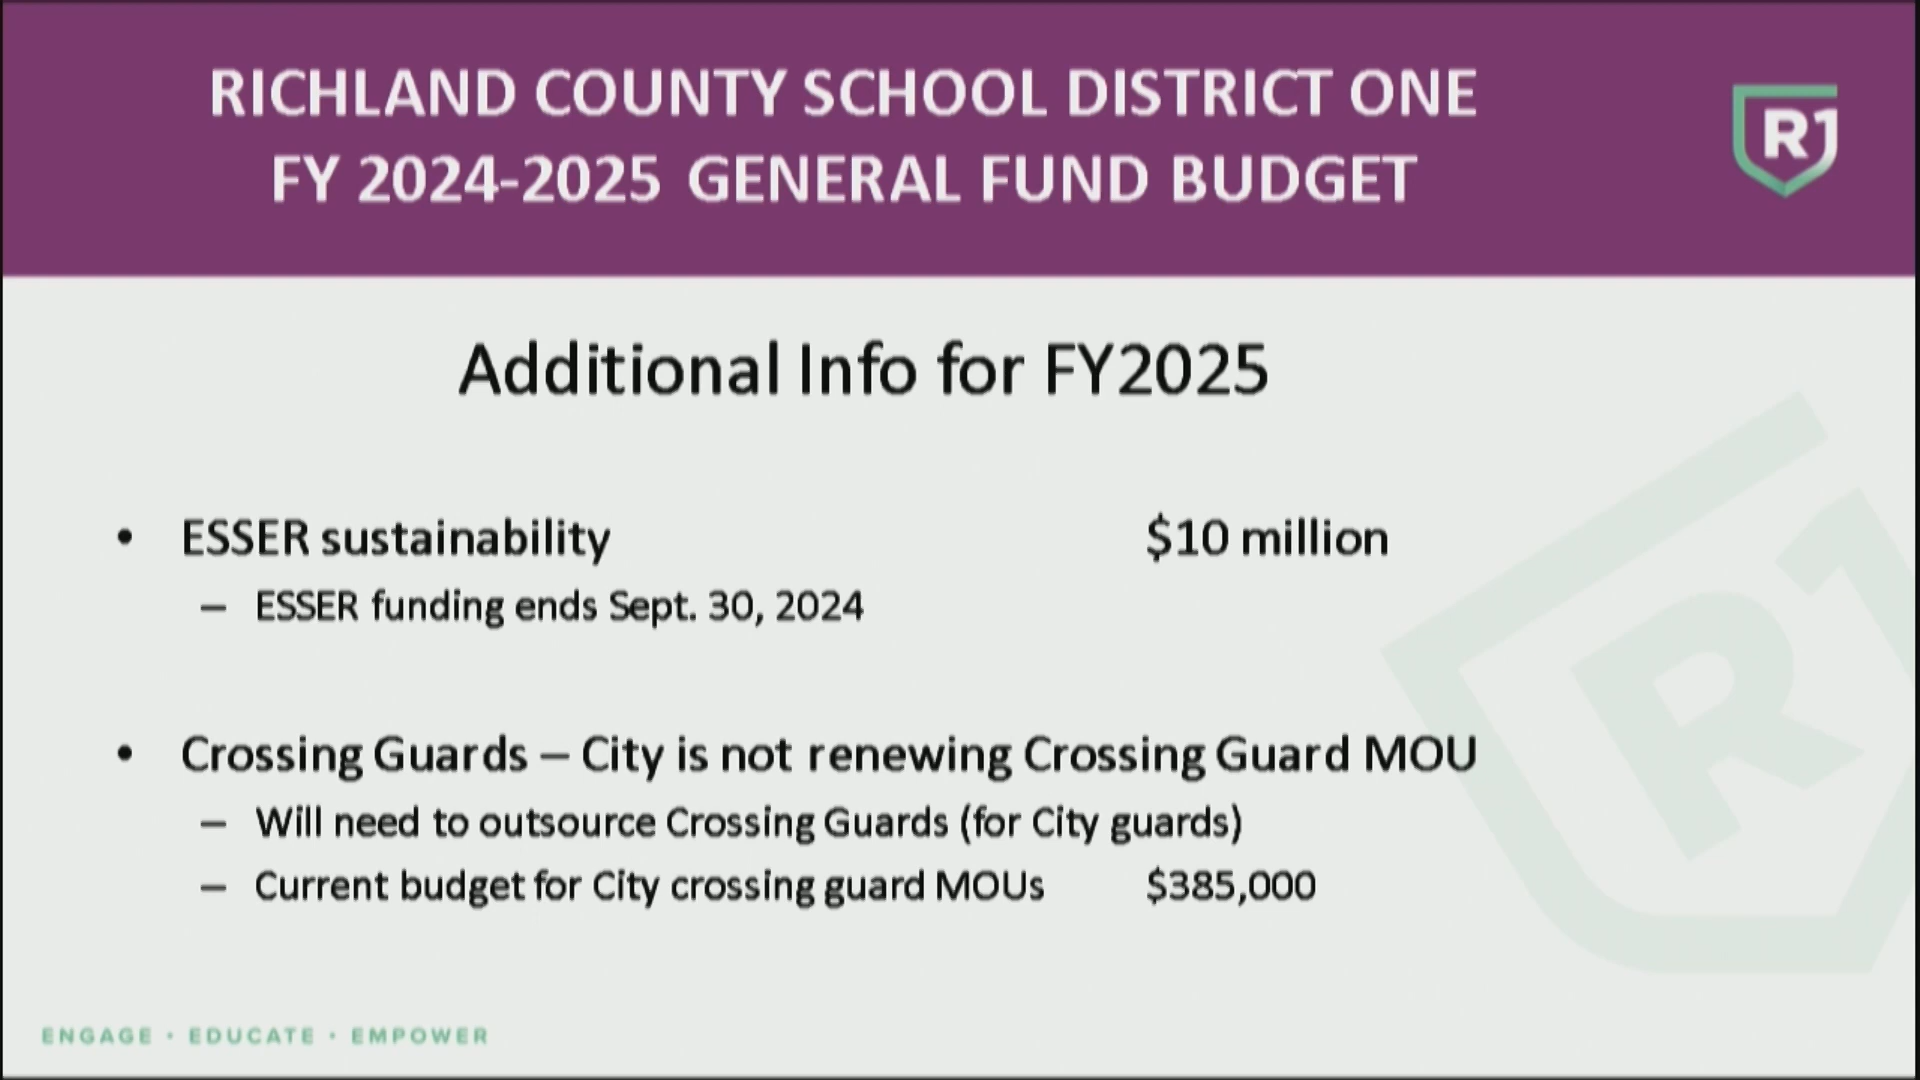 RICHLAND COUNTY SCHOOL DISTRICT ONE
FY 2024-2025 GENERAL FUND BUDGET
R1
Additional Info for FY2025
• ESSER sustainability $10 million
– ESSER funding ends Sept. 30, 2024
• Crossing Guards – City is not renewing Crossing Guard MOU
– Will need to outsource Crossing Guards (for City guards)
– Current budget for City crossing guard MOUs $385,000
R1
ENGAGE • EDUCATE • EMPOWER